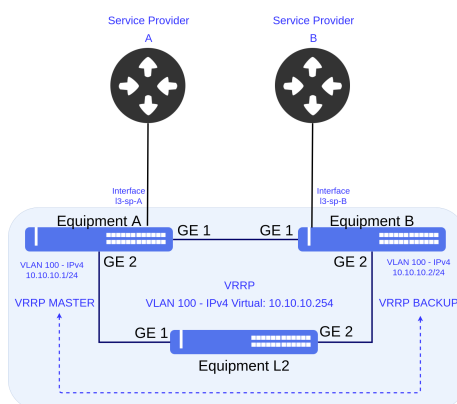 Service Provider
A
Service Provider
B
Interface
l3-sp-A
Interface
l3-sp-B
Equipment A
Equipment B
GE 1
GE 1
VLAN 100 - IPv4
10.10.10.1/24
GE 2
GE 2
VLAN 100 - IPv4
10.10.10.2/24
VRRP MASTER
VRRP
VLAN 100 - IPv4 Virtual: 10.10.10.254
VRRP BACKUP
GE 1
GE 2
Equipment L2